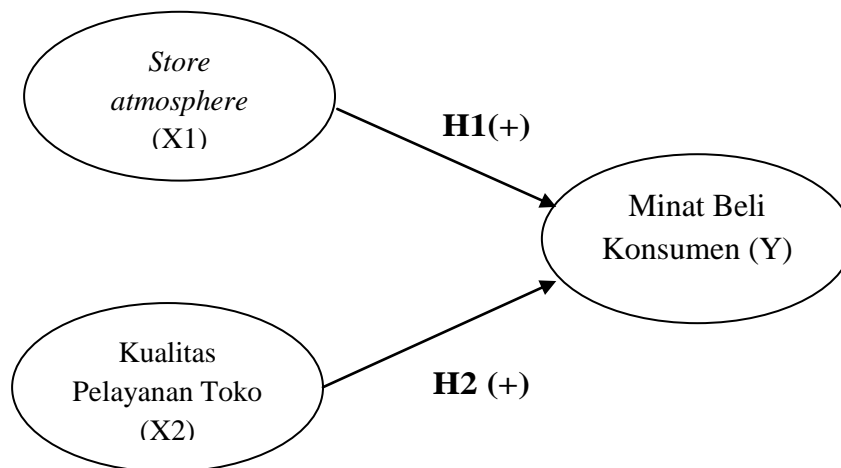 Store
atmosphere
(X1)
H1(+)
Minat Beli
Konsumen (Y)
Kualitas
Pelayanan Toko
(X2)
H2 (+)